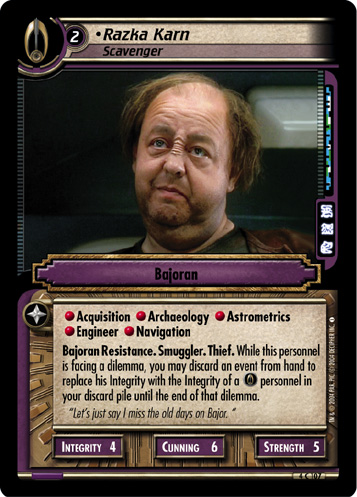 2 •Razka Karn
Scavenger
Bajoran
Acquisition Archaeology Astrometrics
Engineer Navigation
Bajoran Resistance. Smuggler. Thief. While this personnel
is facing a dilemma, you may discard an event from hand to
replace his Integrity with the Integrity of a personnel in
your discard pile until the end of that dilemma.
"Let's just say I miss the old days on Bajor."
INTEGRITY 4 CUNNING 6 STRENGTH 5
4 C 107